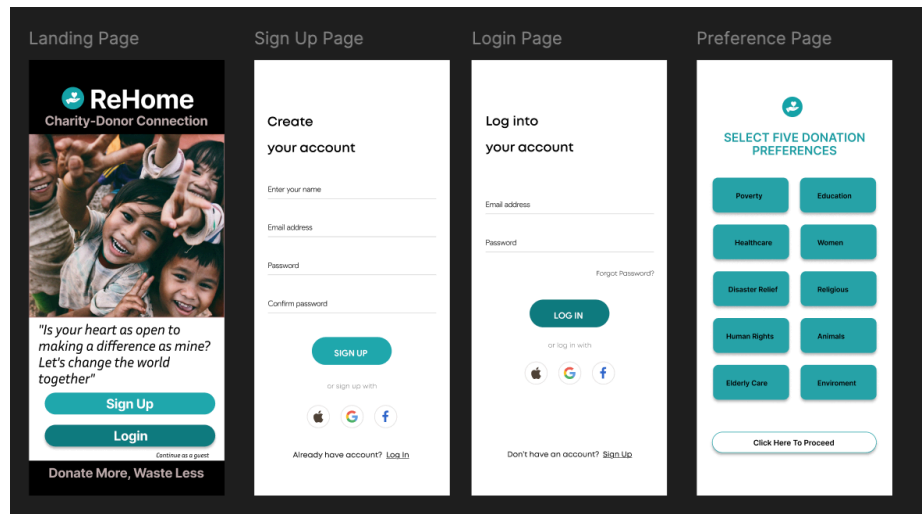 Landing Page
ReHome
Charity-Donor Connection
"Is your heart as open to
making a difference as mine?
Let's change the world
together"
Sign Up
Login
Continue as a guest
Donate More, Waste Less
Sign Up Page
Create
your account
Enter your name
Email address
Password
Confirm password
SIGN UP
or sign up with
Already have account? Log In
Login Page
Log into
your account
Email address
Password
Forgot Password?
LOG IN
or log in with
Don't have an account? Sign Up
Preference Page
SELECT FIVE DONATION
PREFERENCES
Poverty
Education
Healthcare
Women
Disaster Relief
Religious
Human Rights
Animals
Elderly Care
Enviroment
Click Here To Proceed